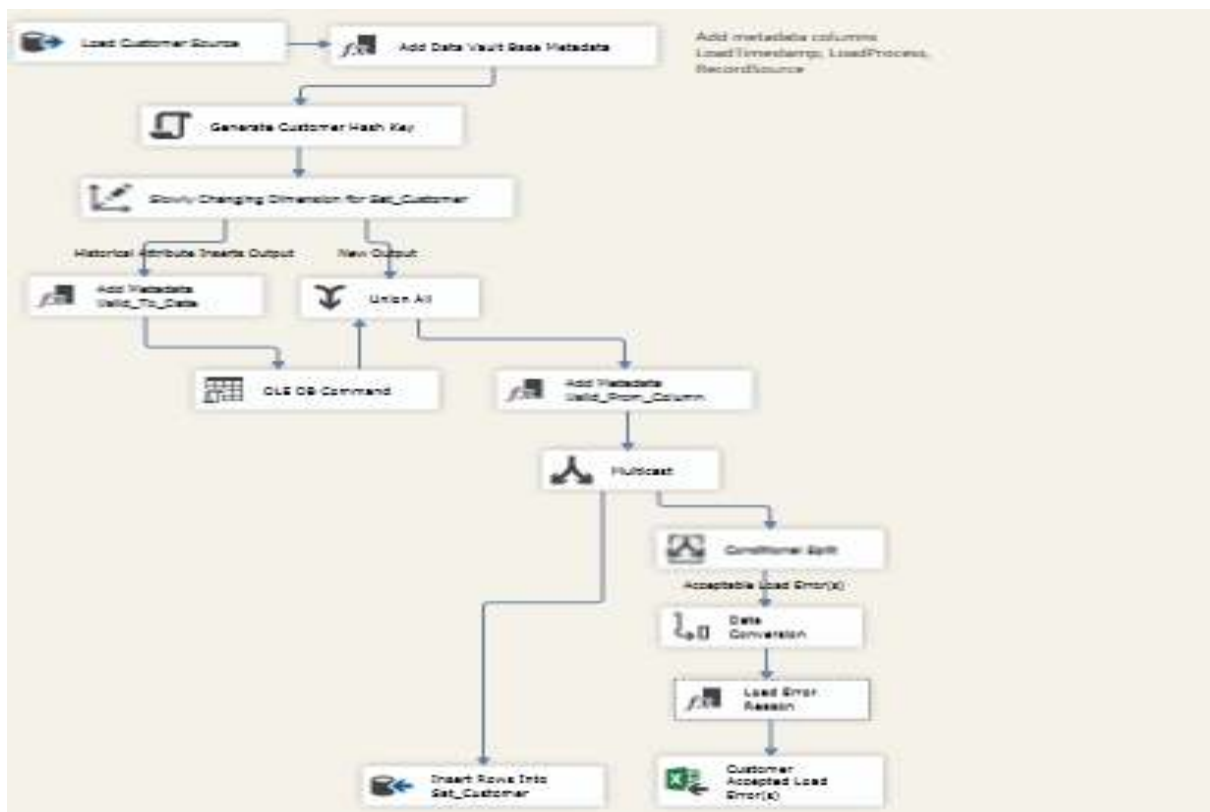 Load Customer Source
Add Data Vault Base Metadata
Add metadata columns
LoadTimestamp, LoadProcess,
RecordSource
Generate Customer Hash Key
Slowly Changing Dimension for Sat_Customer
Historical Attribute Inserts Output
New Output
Add Metadata
Valid_To_Date
Union All
OLE DB Command
Add Metadata
Valid_From_Column
Multicast
Conditional Split
Acceptable Load Error(s)
Data
Conversion
Load Error
Reason
Insert Rows Into
Sat_Customer
Customer
Accepted Load
Error(s)